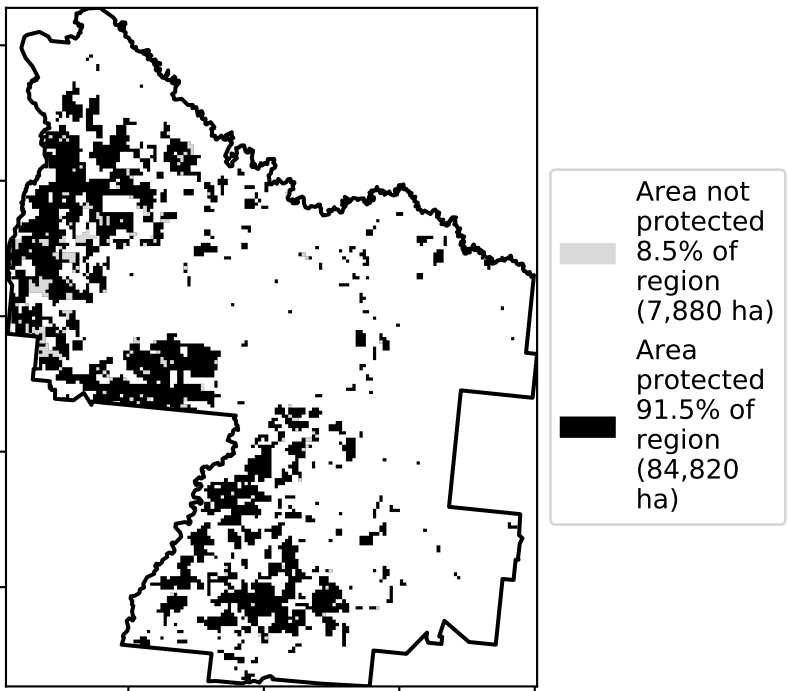 Area not
protected
8.5% of
region
(7,880 ha)
Area
protected
91.5% of
region
(84,820
ha)